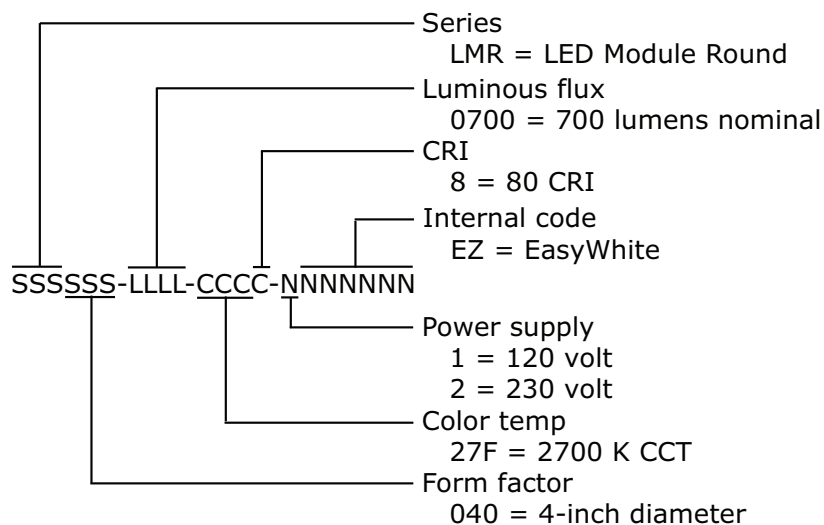 Series
LMR = LED Module Round
Luminous flux
0700 = 700 lumens nominal
CRI
8 = 80 CRI
Internal code
EZ = EasyWhite
SSSSSS-LLLL-CCCC-NNNNNNN
Power supply
1 = 120 volt
2 = 230 volt
Color temp
27F = 2700 K CCT
Form factor
040 = 4-inch diameter